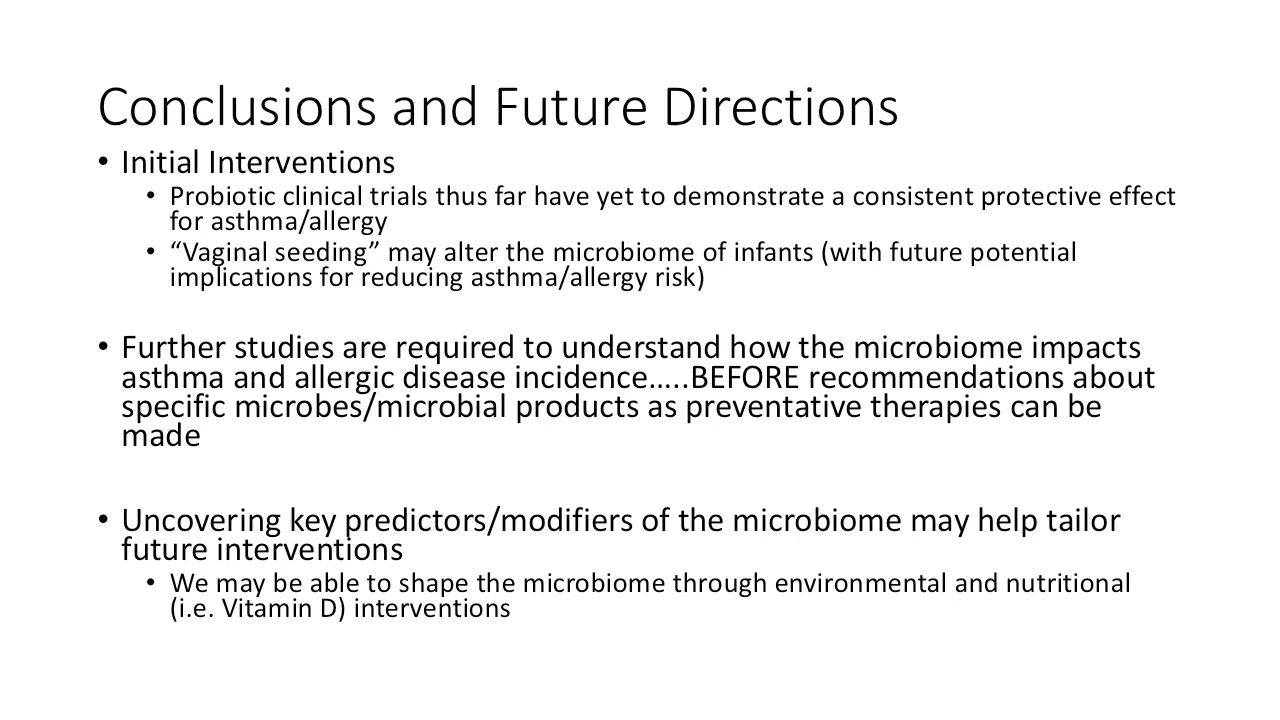 Conclusions and Future Directions
• Initial Interventions
• Probiotic clinical trials thus far have yet to demonstrate a consistent protective effect
for asthma/allergy
• “Vaginal seeding” may alter the microbiome of infants (with future potential
implications for reducing asthma/allergy risk)
• Further studies are required to understand how the microbiome impacts
asthma and allergic disease incidence…..BEFORE recommendations about
specific microbes/microbial products as preventative therapies can be
made
• Uncovering key predictors/modifiers of the microbiome may help tailor
future interventions
• We may be able to shape the microbiome through environmental and nutritional
(i.e. Vitamin D) interventions